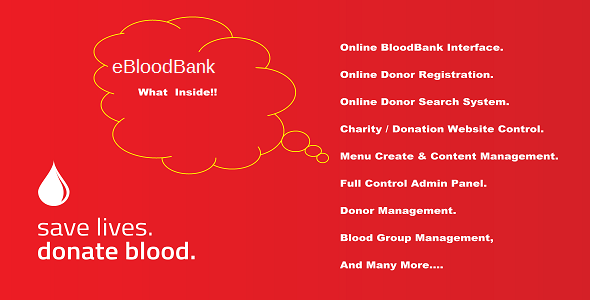 eBloodBank
What Inside!!
save lives.
donate blood.
Online BloodBank Interface.
Online Donor Registration.
Online Donor Search System.
Charity / Donation Website Control.
Menu Create & Content Management.
Full Control Admin Panel.
Donor Management.
Blood Group Management,
And Many More....